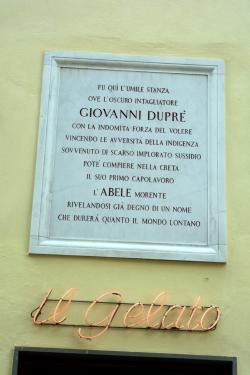 FU QUÌ L'UMILE STANZA
OVE L'OSCURO INTAGLIATORE
GIOVANNI DUPRÉ
CON LA INDOMITA FORZA DEL VOLERE
VINCENDO LE AVVERSITÀ DELLA INDIGENZA
SOVVENUTO DI SCARSO IMPLORATO SUSSIDIO
POTÉ COMPIERE NELLA CRETA
IL SUO PRIMO CAPOLAVORO
L'ABELE MORENTE
RIVELANDOSI GIÀ DEGNO DI UN NOME
CHE DURERÀ QUANTO IL MONDO LONTANO
Il Gelato